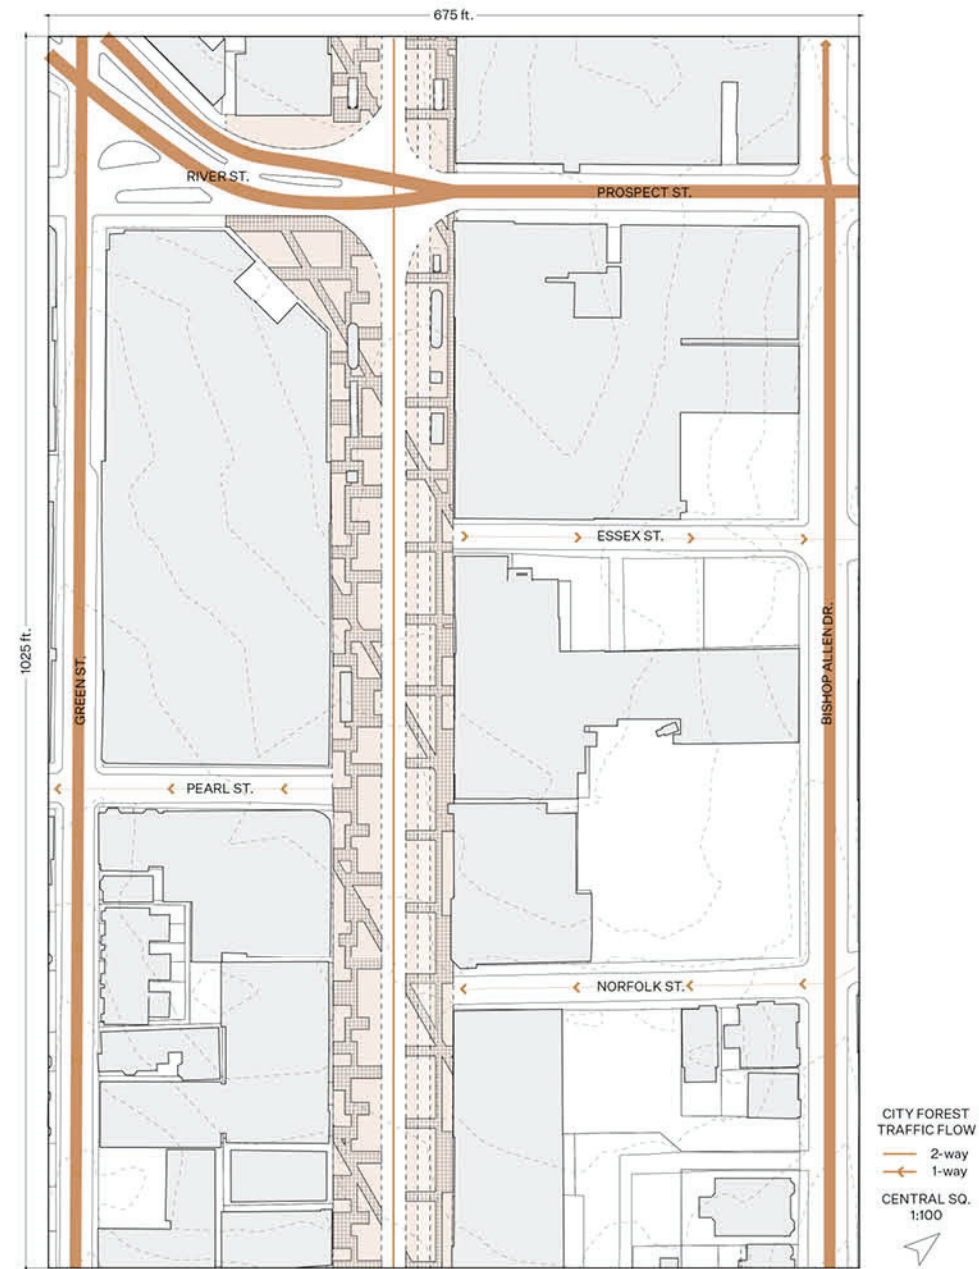 675 ft.
RIVER ST.
PROSPECT ST.
ESSEX ST.
1025 ft.
GREEN ST.
BISHOP ALLEN DR.
PEARL ST.
NORFOLK ST.
CITY FOREST
TRAFFIC FLOW
2-way
1-way
CENTRAL SQ.
1:100